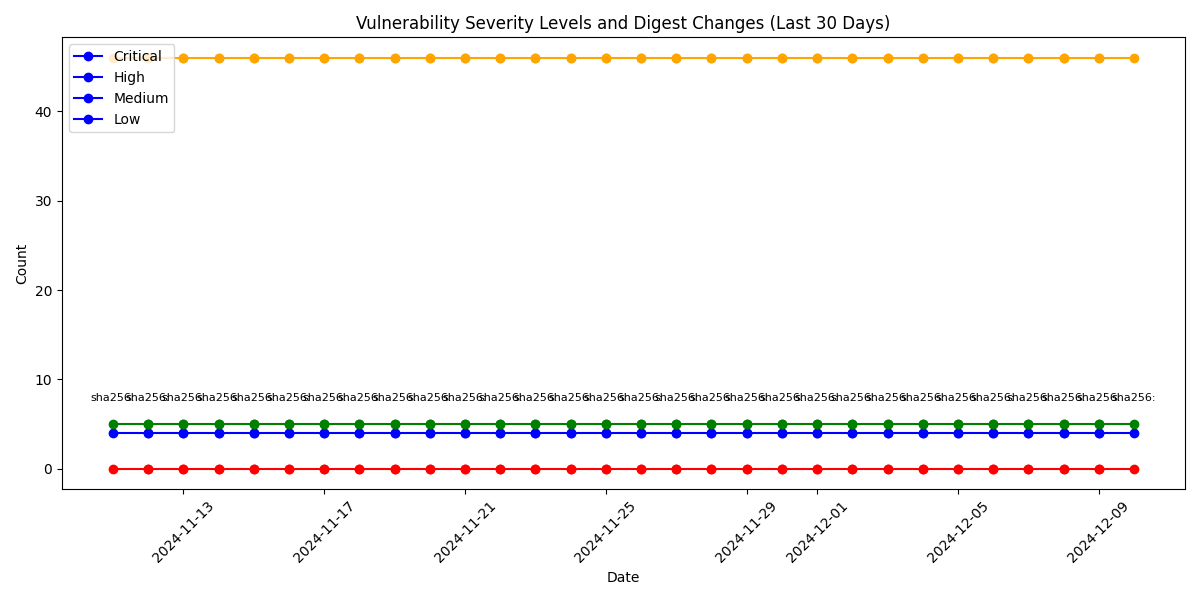 Vulnerability Severity Levels and Digest Changes (Last 30 Days)
Critical
High
Medium
Low
Count
40
30
20
10
0
sha256: sha256: sha256: sha256: sha256: sha256: sha256: sha256: sha256: sha256: sha256: sha256: sha256: sha256: sha256: sha256: sha256: sha256: sha256: sha256: sha256: sha256: sha256: sha256: sha256: sha256: sha256: sha256: sha256: sha256:
2024-11-13
2024-11-17
2024-11-21
2024-11-25
2024-11-29
2024-12-01
2024-12-05
2024-12-09
Date